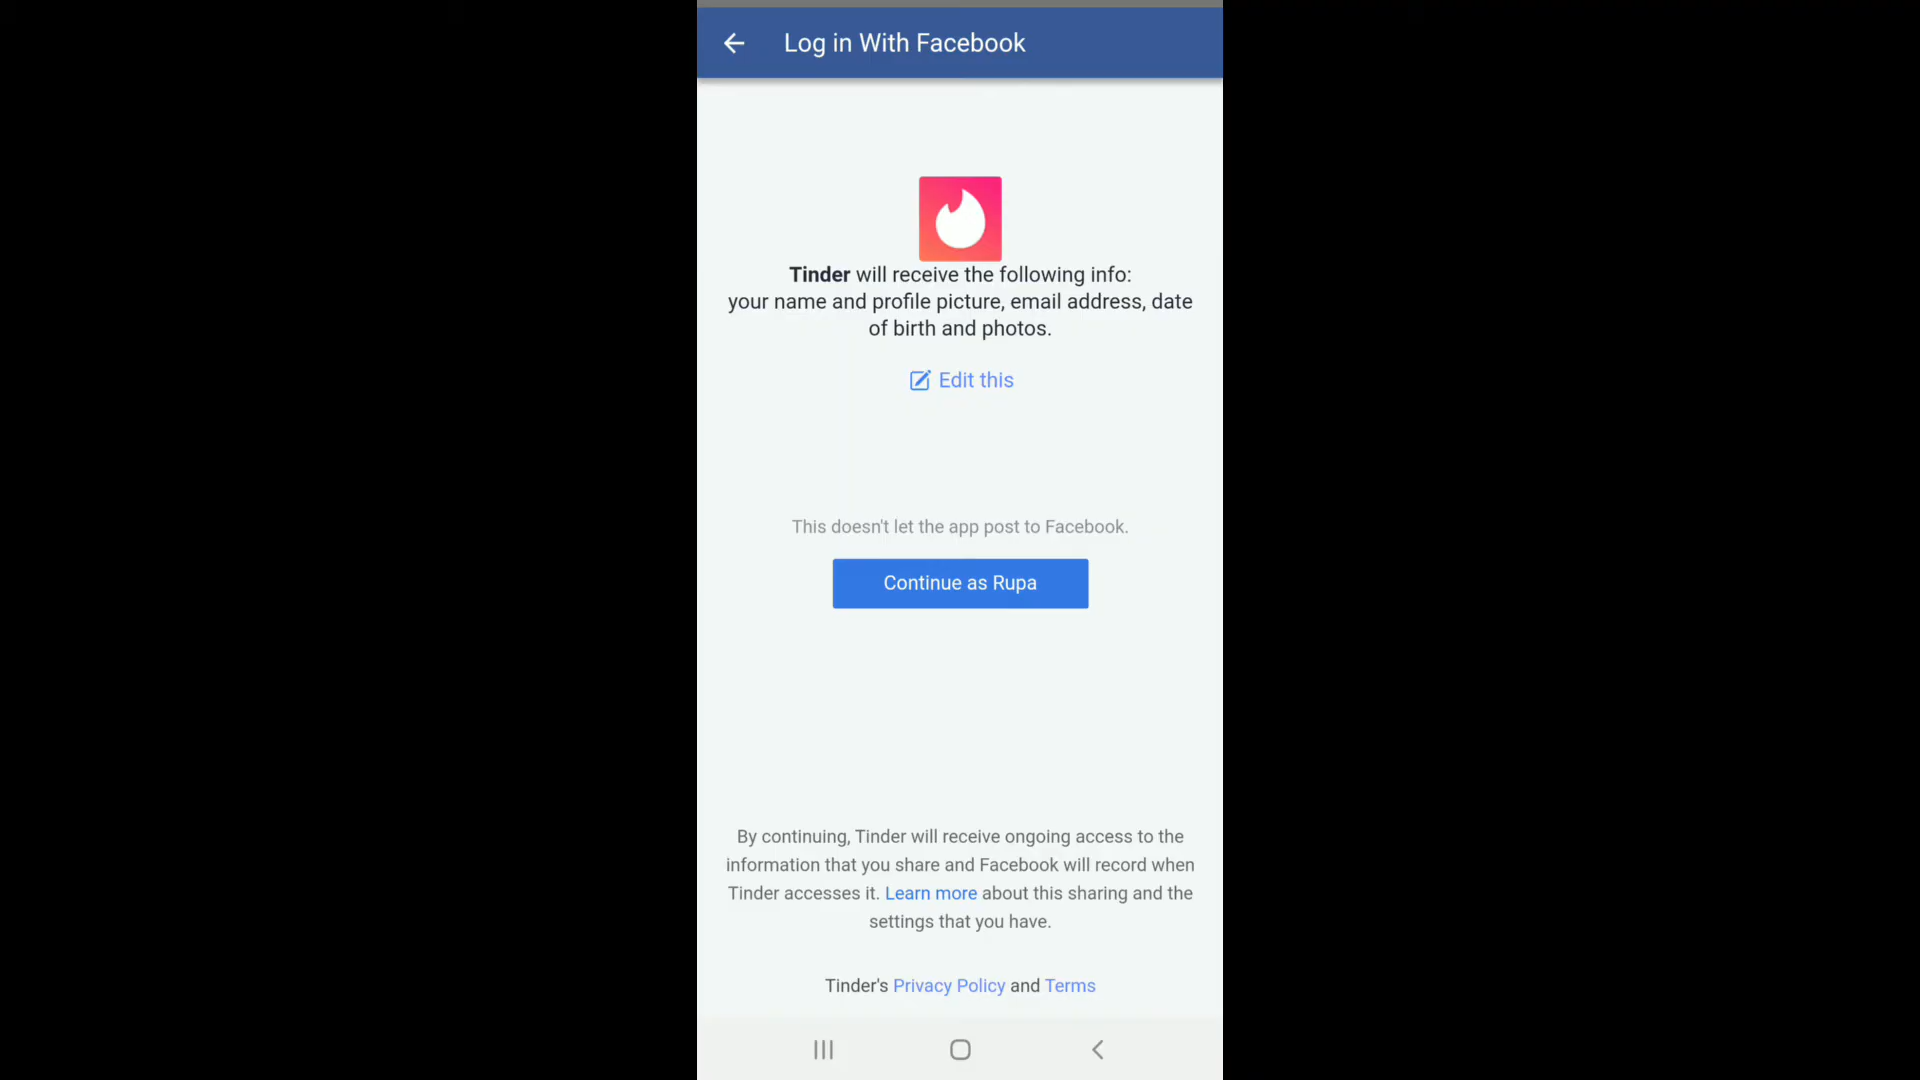 Log in With Facebook
Tinder will receive the following info:
your name and profile picture, email address, date
of birth and photos.
Edit this
This doesn't let the app post to Facebook.
Continue as Rupa
By continuing, Tinder will receive ongoing access to the
information that you share and Facebook will record when
Tinder accesses it. Learn more about this sharing and the
settings that you have.
Tinder's Privacy Policy and Terms